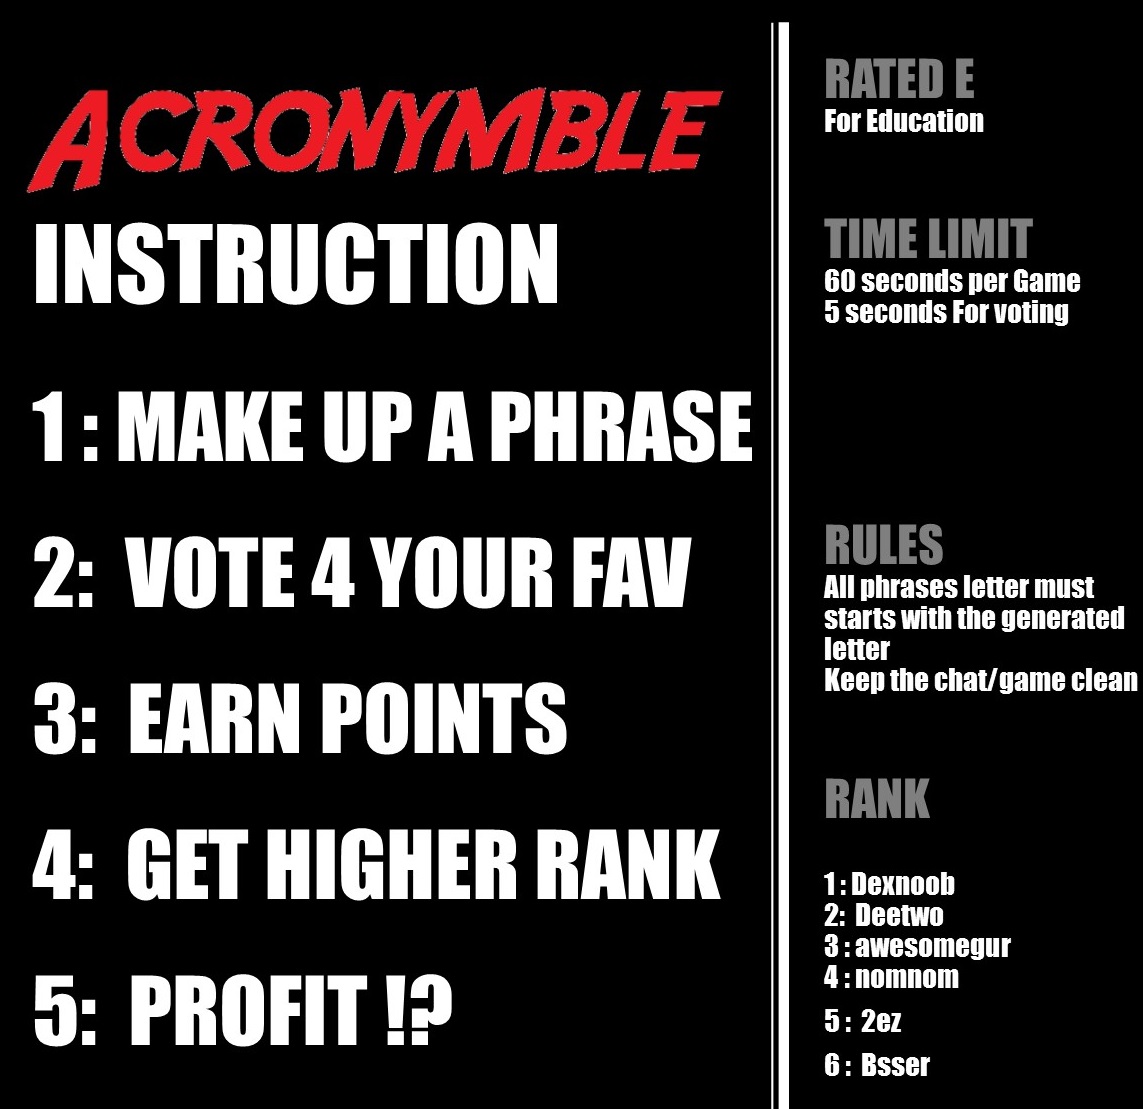 ACRONYMBLE
INSTRUCTION
1 : MAKE UP A PHRASE
2: VOTE 4 YOUR FAV
3: EARN POINTS
4: GET HIGHER RANK
5: PROFIT !?
RATED E
For Education
TIME LIMIT
60 seconds per Game
5 seconds For voting
RULES
All phrases letter must
starts with the generated
letter
Keep the chat/game clean
RANK
1 : Dexnoob
2: Deetwo
3 : awesomegur
4 : nomnom
5 : 2ez
6 : Bsser